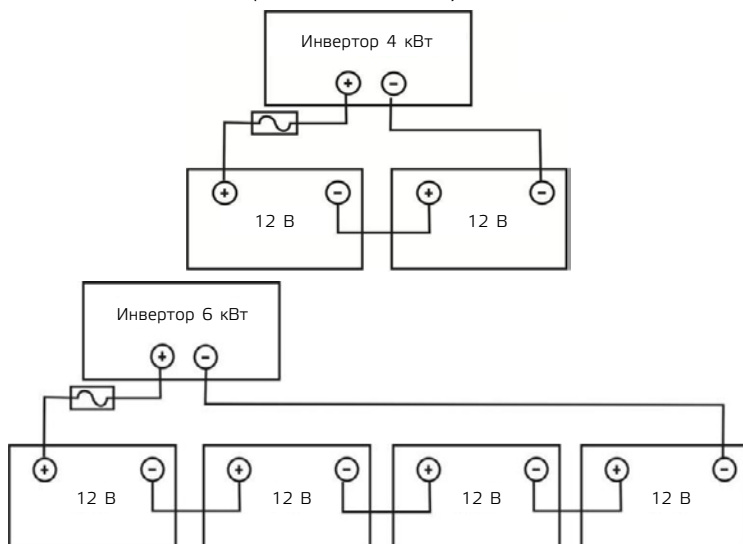 Инвертор 4 кВт
+ −
+ − + −
12 В 12 В
Инвертор 6 кВт
+ −
+ − + − + − + −
12 В 12 В 12 В 12 В